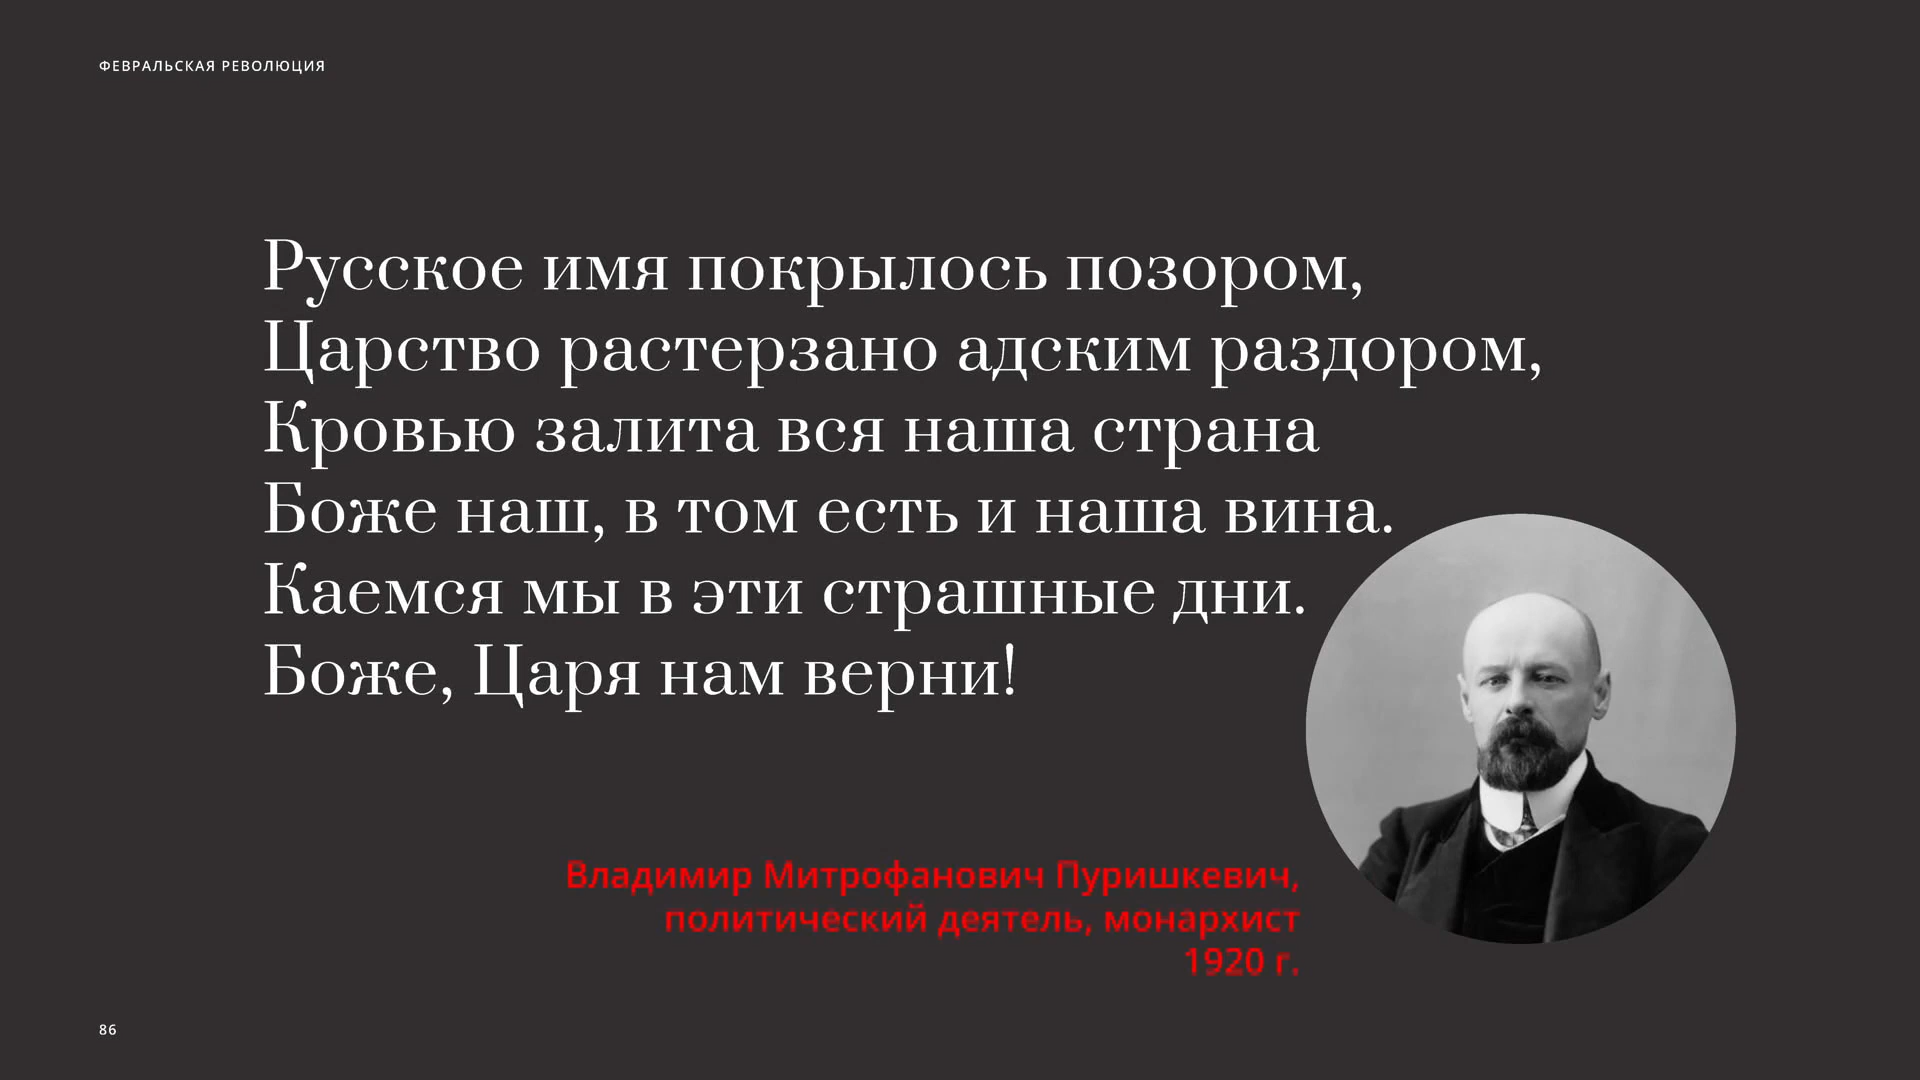 ФЕВРАЛЬСКАЯ РЕВОЛЮЦИЯ
Русское имя покрылось позором,
Царство растерзано адским раздором,
Кровью залита вся наша страна
Боже наш, в том есть и наша вина.
Каемся мы в эти страшные дни.
Боже, Царя нам верни!
Владимир Митрофанович Пуришкевич,
политический деятель, монархист
1920 г.
86